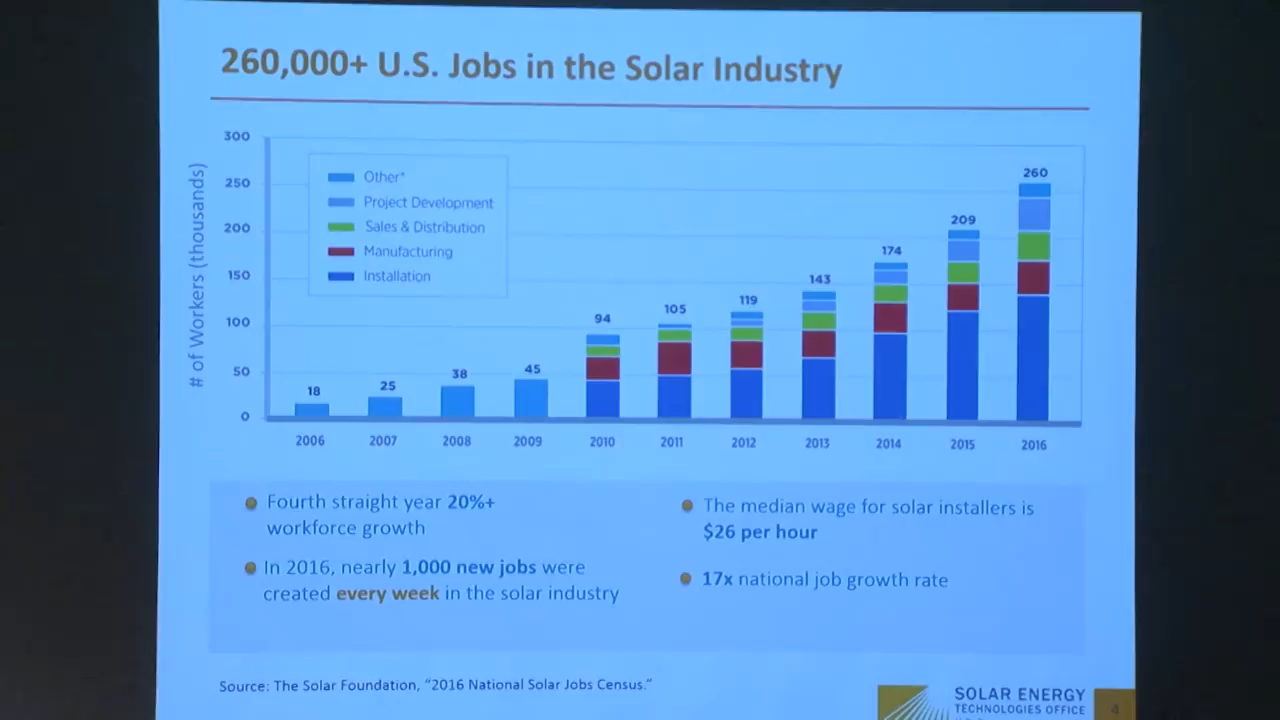 260,000+ U.S. Jobs in the Solar Industry
# of Workers (thousands)
300
250
200
150
100
50
0
Other*
Project Development
Sales & Distribution
Manufacturing
Installation
18
25
38
45
94
105
119
143
174
209
260
2006 2007 2008 2009 2010 2011 2012 2013 2014 2015 2016
Fourth straight year 20%+
workforce growth
In 2016, nearly 1,000 new jobs were
created every week in the solar industry
The median wage for solar installers is
$26 per hour
17x national job growth rate
Source: The Solar Foundation, “2016 National Solar Jobs Census.”
SOLAR ENERGY
TECHNOLOGIES OFFICE
4